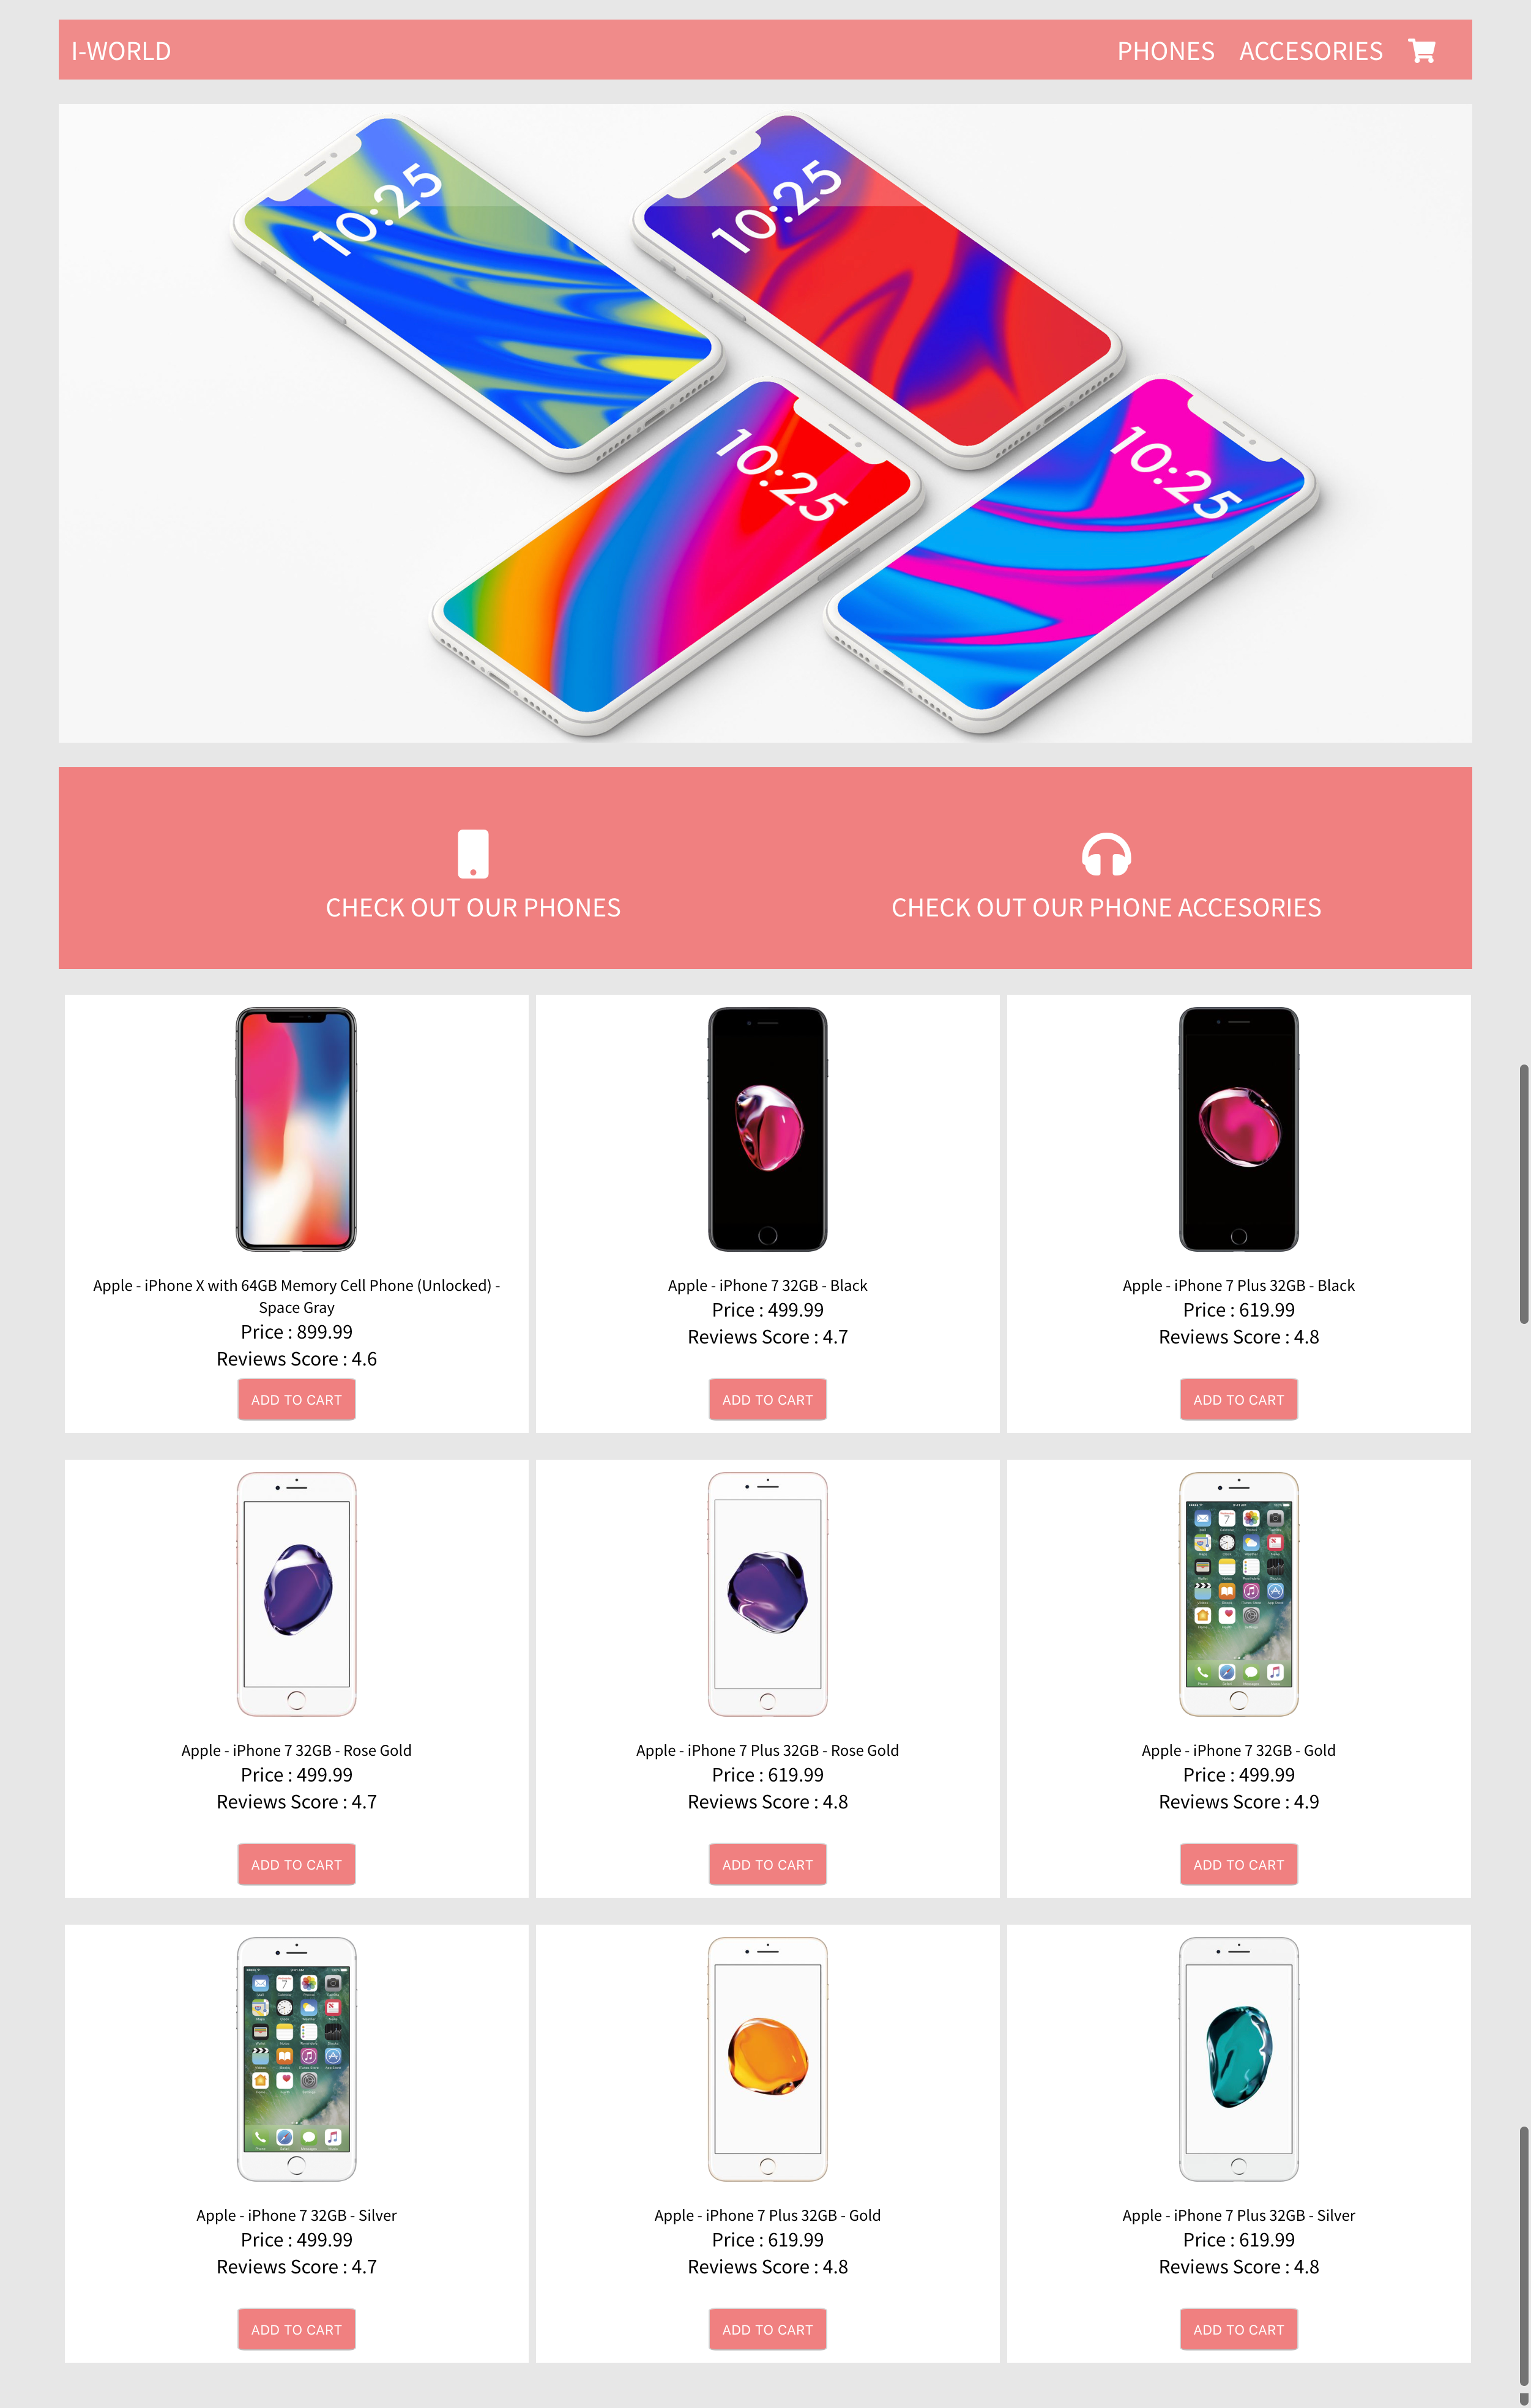 I-WORLD
PHONES ACCESORIES
10:25
10:25
10:25
10:25
CHECK OUT OUR PHONES
CHECK OUT OUR PHONE ACCESORIES
Apple - iPhone X with 64GB Memory Cell Phone (Unlocked) -
Space Gray
Price : 899.99
Reviews Score : 4.6
ADD TO CART
Apple - iPhone 7 32GB - Black
Price : 499.99
Reviews Score : 4.7
ADD TO CART
Apple - iPhone 7 Plus 32GB - Black
Price : 619.99
Reviews Score : 4.8
ADD TO CART
Apple - iPhone 7 32GB - Rose Gold
Price : 499.99
Reviews Score : 4.7
ADD TO CART
Apple - iPhone 7 Plus 32GB - Rose Gold
Price : 619.99
Reviews Score : 4.8
ADD TO CART
Apple - iPhone 7 32GB - Gold
Price : 499.99
Reviews Score : 4.9
ADD TO CART
Apple - iPhone 7 32GB - Silver
Price : 499.99
Reviews Score : 4.7
ADD TO CART
Apple - iPhone 7 Plus 32GB - Gold
Price : 619.99
Reviews Score : 4.8
ADD TO CART
Apple - iPhone 7 Plus 32GB - Silver
Price : 619.99
Reviews Score : 4.8
ADD TO CART